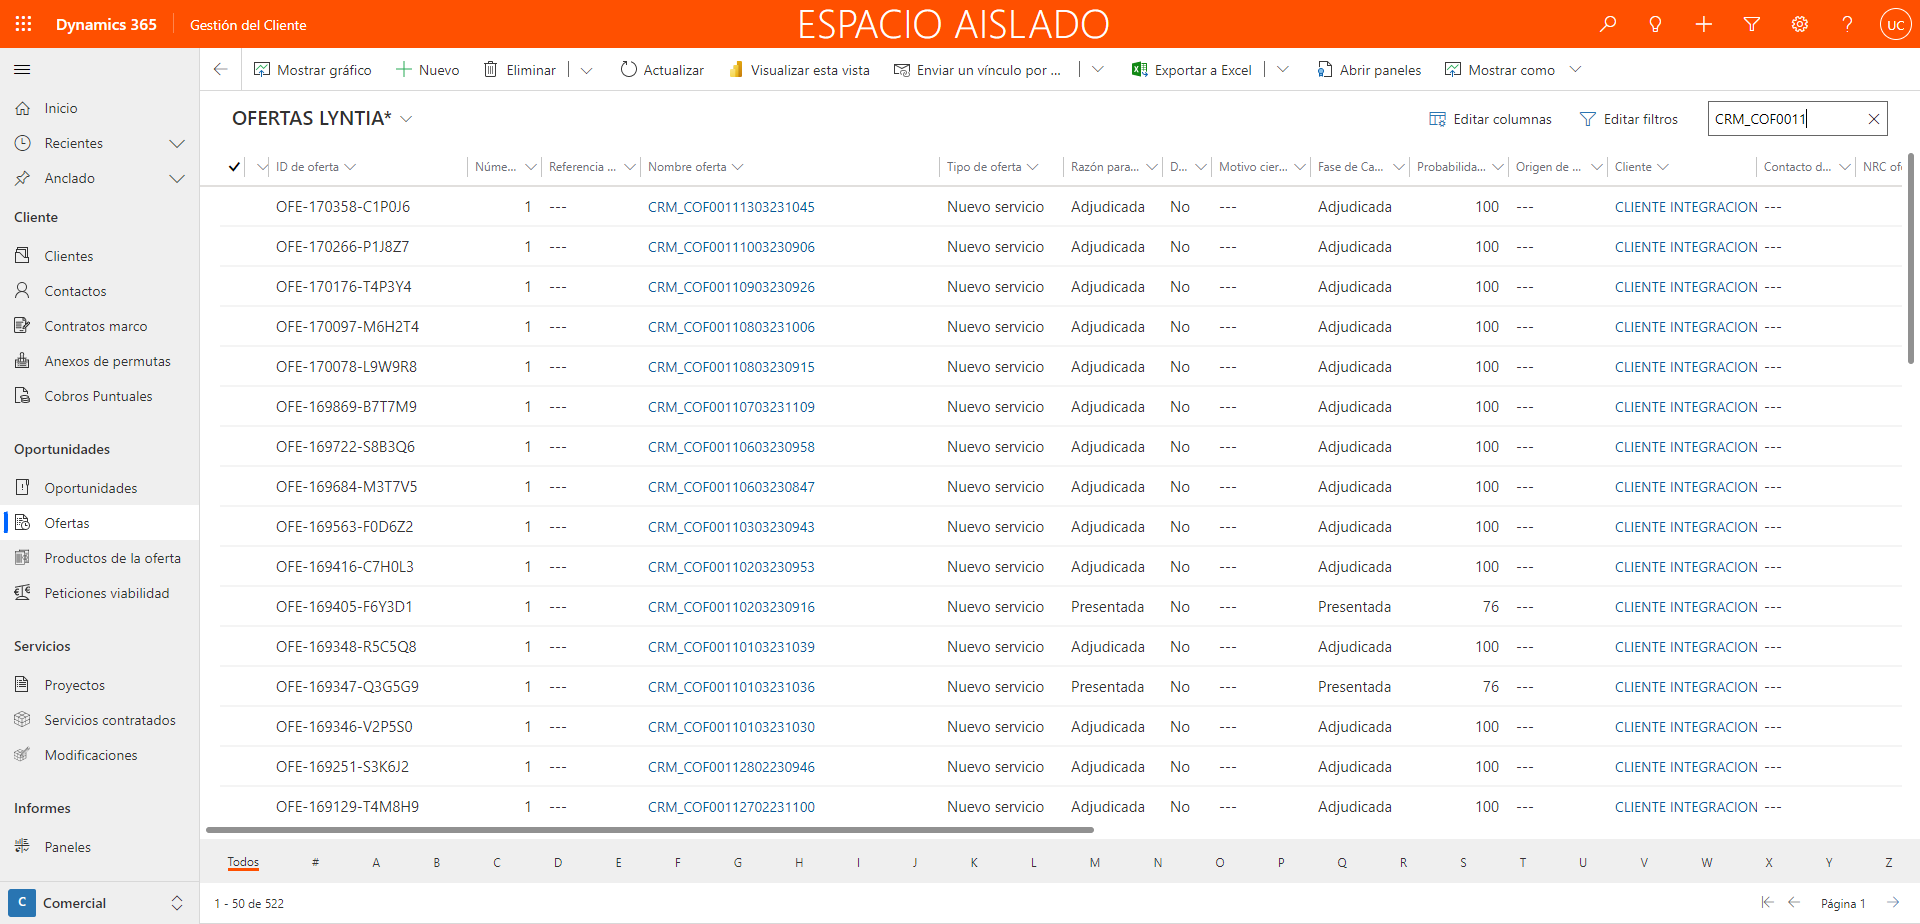 Dynamics 365 Gestión del Cliente ESPACIO AISLADO ? UC
Mostrar gráfico Nuevo Eliminar Actualizar Visualizar esta vista Enviar un vínculo por ... Exportar a Excel Abrir paneles Mostrar como
Inicio
Recientes
Anclado
Cliente
Clientes
Contactos
Contratos marco
Anexos de permutas
Cobros Puntuales
Oportunidades
Oportunidades
Ofertas
Productos de la oferta
Peticiones viabilidad
Servicios
Proyectos
Servicios contratados
Modificaciones
Informes
Paneles
C Comercial
OFERTAS LYNTIA* Editar columnas Editar filtros CRM_COF0011
ID de oferta Núme... Referencia ... Nombre oferta Tipo de oferta Razón para... D... Motivo cier... Fase de Ca... Probabilida... Origen de ... Cliente Contacto d... NRC of
OFE-170358-C1P0J6 1 --- CRM_COF00111303231045 Nuevo servicio Adjudicada No --- Adjudicada 100 --- CLIENTE INTEGRACION ---
OFE-170266-P1J8Z7 1 --- CRM_COF00111003230906 Nuevo servicio Adjudicada No --- Adjudicada 100 --- CLIENTE INTEGRACION ---
OFE-170176-T4P3Y4 1 --- CRM_COF00110903230926 Nuevo servicio Adjudicada No --- Adjudicada 100 --- CLIENTE INTEGRACION ---
OFE-170097-M6H2T4 1 --- CRM_COF00110803231006 Nuevo servicio Adjudicada No --- Adjudicada 100 --- CLIENTE INTEGRACION ---
OFE-170078-L9W9R8 1 --- CRM_COF00110803230915 Nuevo servicio Adjudicada No --- Adjudicada 100 --- CLIENTE INTEGRACION ---
OFE-169869-B7T7M9 1 --- CRM_COF00110703231109 Nuevo servicio Adjudicada No --- Adjudicada 100 --- CLIENTE INTEGRACION ---
OFE-169722-S8B3Q6 1 --- CRM_COF00110603230958 Nuevo servicio Adjudicada No --- Adjudicada 100 --- CLIENTE INTEGRACION ---
OFE-169684-M3T7V5 1 --- CRM_COF00110603230847 Nuevo servicio Adjudicada No --- Adjudicada 100 --- CLIENTE INTEGRACION ---
OFE-169563-F0D6Z2 1 --- CRM_COF00110303230943 Nuevo servicio Adjudicada No --- Adjudicada 100 --- CLIENTE INTEGRACION ---
OFE-169416-C7H0L3 1 --- CRM_COF00110203230953 Nuevo servicio Adjudicada No --- Adjudicada 100 --- CLIENTE INTEGRACION ---
OFE-169405-F6Y3D1 1 --- CRM_COF00110203230916 Nuevo servicio Presentada No --- Presentada 76 --- CLIENTE INTEGRACION ---
OFE-169348-R5C5Q8 1 --- CRM_COF00110103231039 Nuevo servicio Adjudicada No --- Adjudicada 100 --- CLIENTE INTEGRACION ---
OFE-169347-Q3G5G9 1 --- CRM_COF00110103231036 Nuevo servicio Presentada No --- Presentada 76 --- CLIENTE INTEGRACION ---
OFE-169346-V2P5S0 1 --- CRM_COF00110103231030 Nuevo servicio Adjudicada No --- Adjudicada 100 --- CLIENTE INTEGRACION ---
OFE-169251-S3K6J2 1 --- CRM_COF00112802230946 Nuevo servicio Adjudicada No --- Adjudicada 100 --- CLIENTE INTEGRACION ---
OFE-169129-T4M8H9 1 --- CRM_COF00112702231100 Nuevo servicio Adjudicada No --- Adjudicada 100 --- CLIENTE INTEGRACION ---
Todos # A B C D E F G H I J K L M N O P Q R S T U V W X Y Z
1 - 50 de 522 Página 1